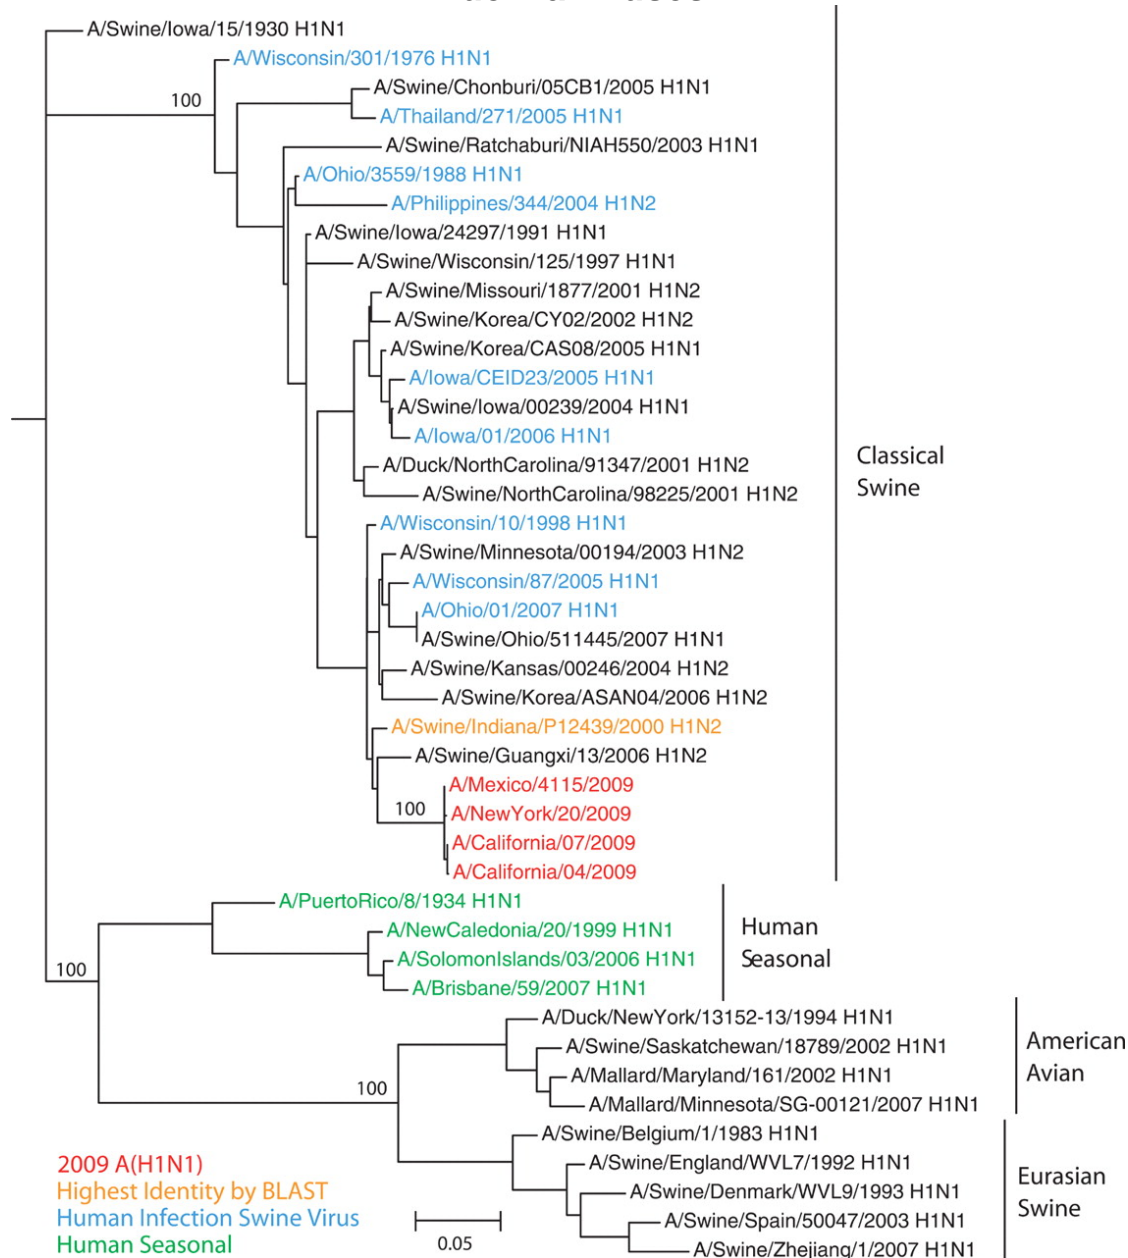 A/Swine/Iowa/15/1930 H1N1
A/Wisconsin/301/1976 H1N1
100
A/Swine/Chonburi/05CB1/2005 H1N1
A/Thailand/271/2005 H1N1
A/Swine/Ratchaburi/NIAH550/2003 H1N1
A/Ohio/3559/1988 H1N1
A/Philippines/344/2004 H1N2
A/Swine/Iowa/24297/1991 H1N1
A/Swine/Wisconsin/125/1997 H1N1
A/Swine/Missouri/1877/2001 H1N2
A/Swine/Korea/CY02/2002 H1N2
A/Swine/Korea/CAS08/2005 H1N1
A/Iowa/CEID23/2005 H1N1
A/Swine/Iowa/00239/2004 H1N1
A/Iowa/01/2006 H1N1
Classical
Swine
A/Duck/NorthCarolina/91347/2001 H1N2
A/Swine/NorthCarolina/98225/2001 H1N2
A/Wisconsin/10/1998 H1N1
A/Swine/Minnesota/00194/2003 H1N2
A/Wisconsin/87/2005 H1N1
A/Ohio/01/2007 H1N1
A/Swine/Ohio/511445/2007 H1N1
A/Swine/Kansas/00246/2004 H1N2
A/Swine/Korea/ASAN04/2006 H1N2
A/Swine/Indiana/P12439/2000 H1N2
A/Swine/Guangxi/13/2006 H1N2
A/Mexico/4115/2009
100
A/NewYork/20/2009
A/California/07/2009
A/California/04/2009
A/PuertoRico/8/1934 H1N1
A/NewCaledonia/20/1999 H1N1
A/SolomonIslands/03/2006 H1N1
A/Brisbane/59/2007 H1N1
Human
Seasonal
100
A/Duck/NewYork/13152-13/1994 H1N1
A/Swine/Saskatchewan/18789/2002 H1N1
A/Mallard/Maryland/161/2002 H1N1
A/Mallard/Minnesota/SG-00121/2007 H1N1
American
Avian
100
A/Swine/Belgium/1/1983 H1N1
A/Swine/England/WVL7/1992 H1N1
A/Swine/Denmark/WVL9/1993 H1N1
A/Swine/Spain/50047/2003 H1N1
A/Swine/Zhejiang/1/2007 H1N1
Eurasian
Swine
2009 A(H1N1)
Highest Identity by BLAST
Human Infection Swine Virus
Human Seasonal
0.05